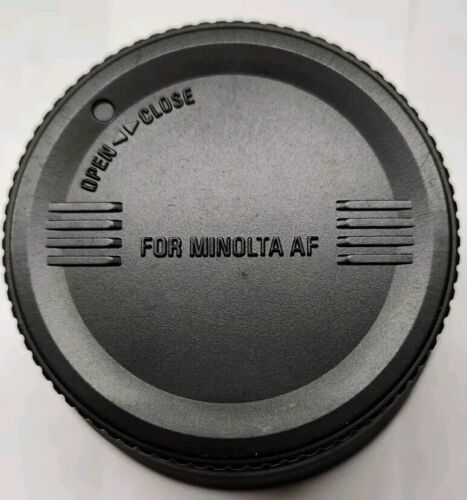 OPEN ◁▷ CLOSE
FOR MINOLTA AF